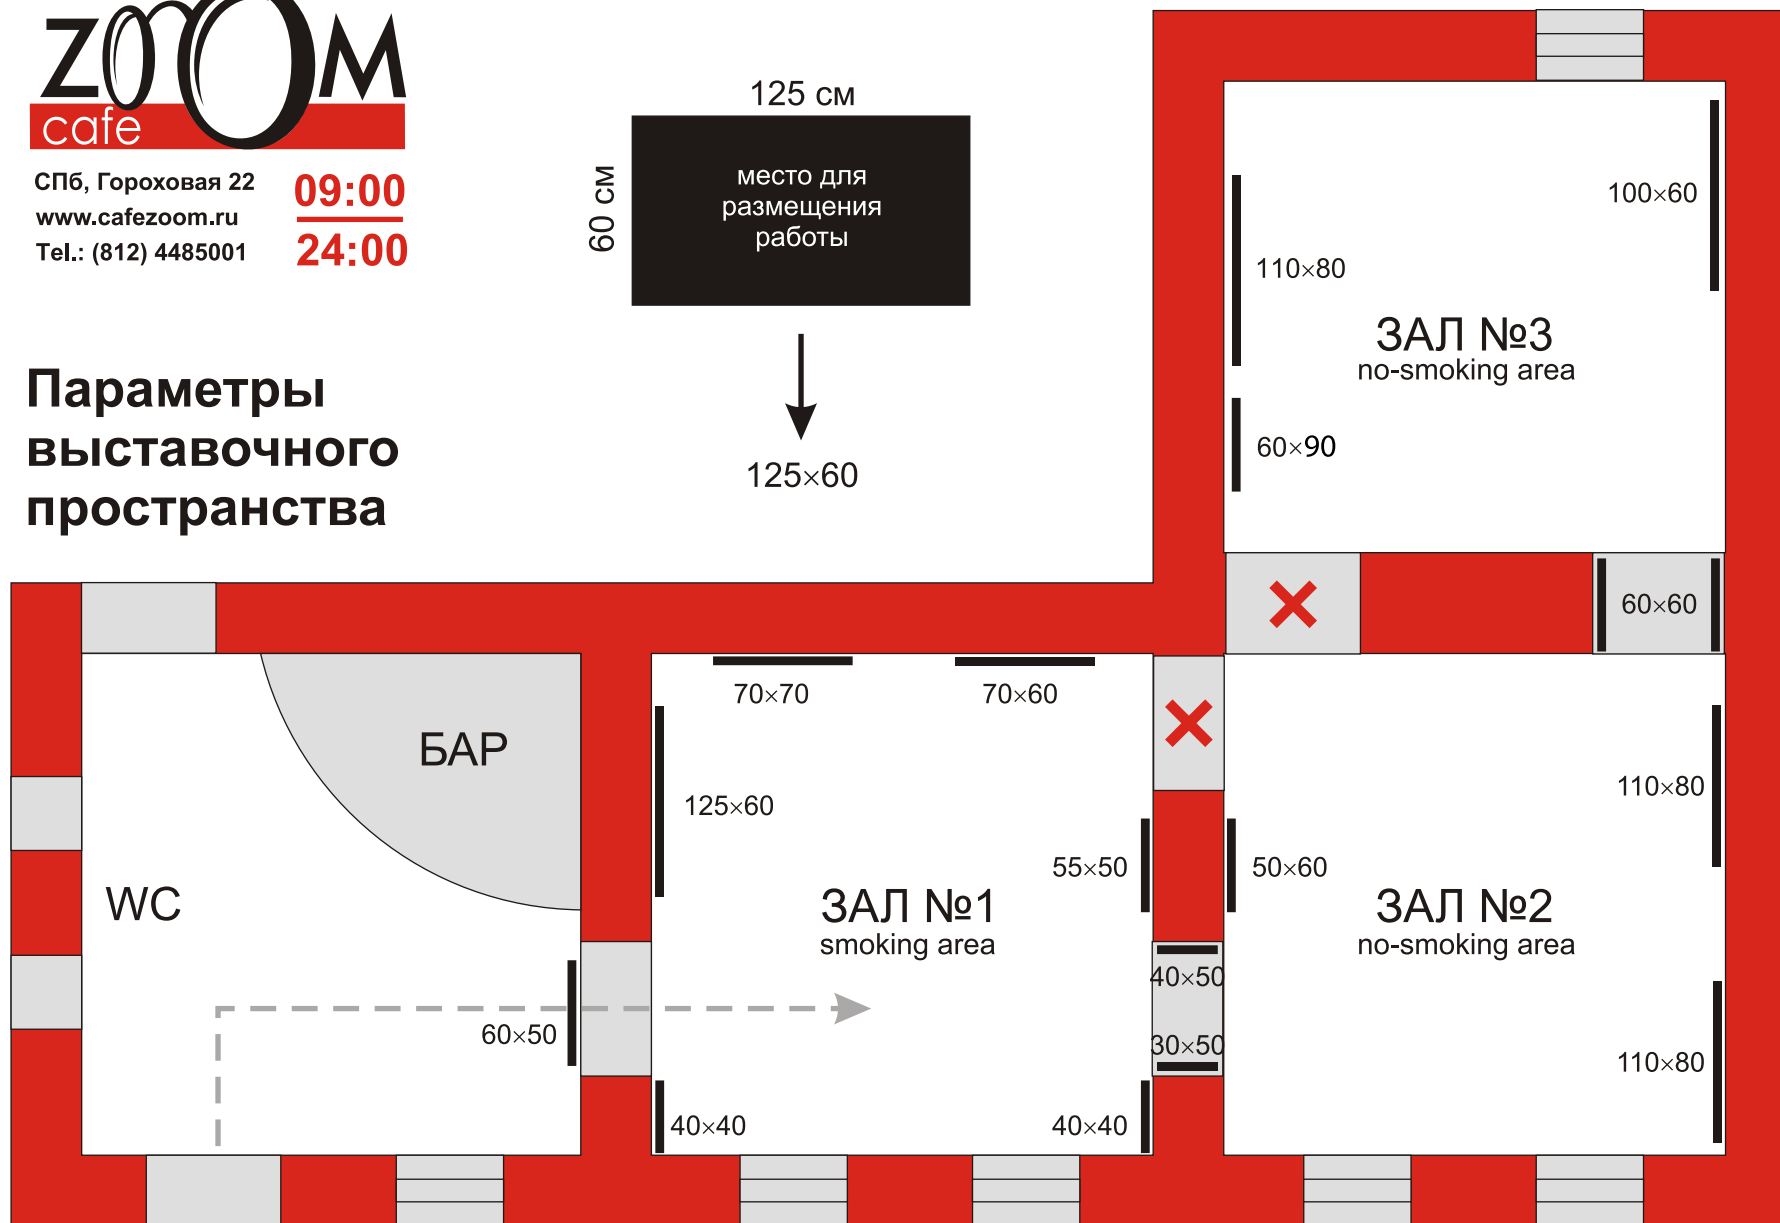 ZOOM
cafe
СПб, Гороховая 22
www.cafezoom.ru
Tel.: (812) 4485001
09:00
24:00
Параметры
выставочного
пространства
125 см
60 см
место для
размещения
работы
125×60
100×60
110×80
ЗАЛ №3
no-smoking area
60×90
60×60
БАР
WC
60×50
70×70
70×60
125×60
55×50
ЗАЛ №1
smoking area
40×50
30×50
40×40
40×40
110×80
50×60
ЗАЛ №2
no-smoking area
110×80